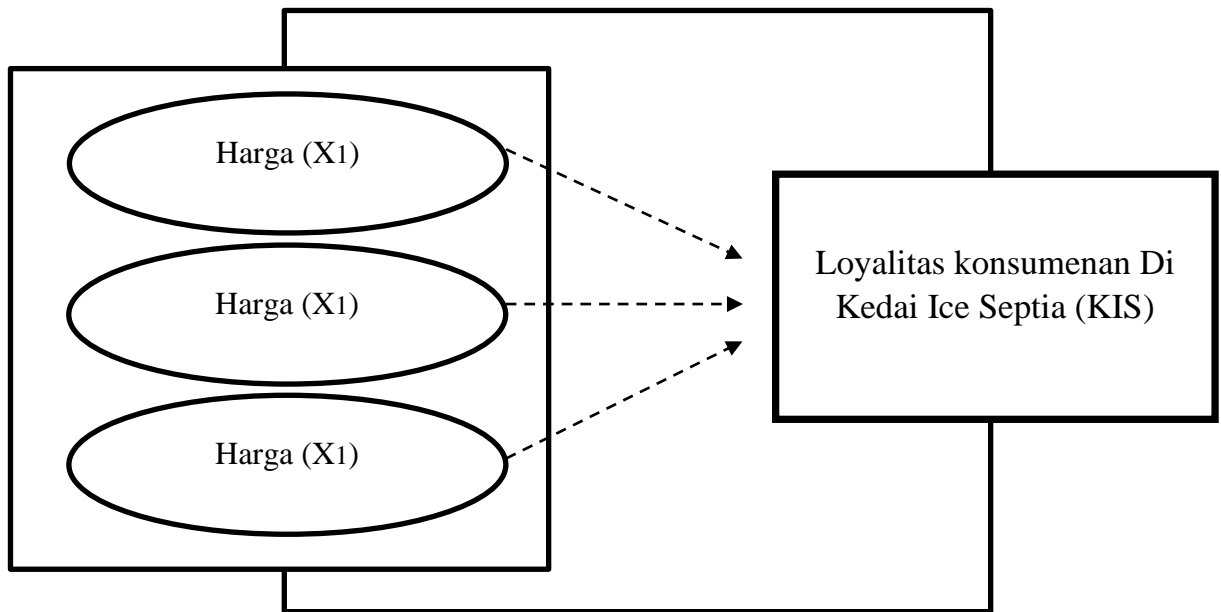 Harga (X1)
Harga (X1)
Harga (X1)
Loyalitas konsumenan Di
Kedai Ice Septia (KIS)